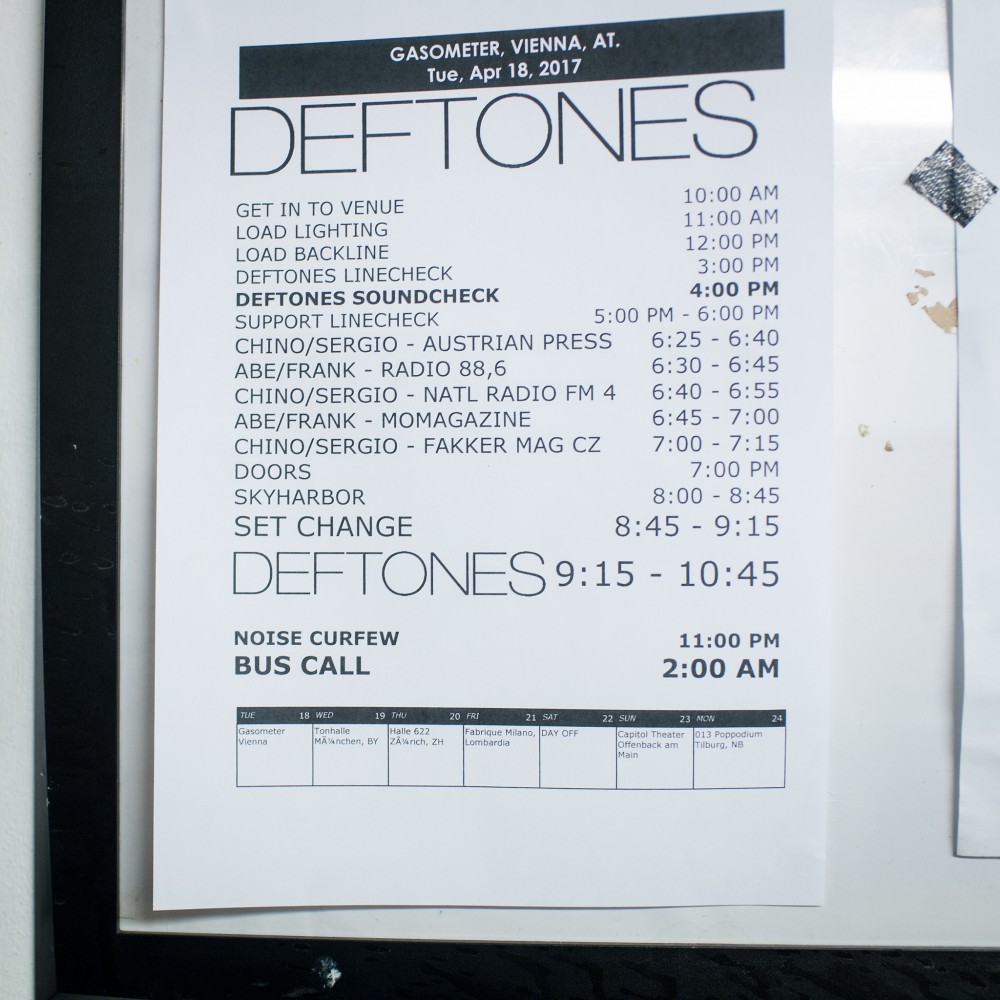 GASOMETER, VIENNA, AT.
Tue, Apr 18, 2017
DEFTONES
GET IN TO VENUE 10:00 AM
LOAD LIGHTING 11:00 AM
LOAD BACKLINE 12:00 PM
DEFTONES LINECHECK 3:00 PM
DEFTONES SOUNDCHECK 4:00 PM
SUPPORT LINECHECK 5:00 PM - 6:00 PM
CHINO/SERGIO - AUSTRIAN PRESS 6:25 - 6:40
ABE/FRANK - RADIO 88,6 6:30 - 6:45
CHINO/SERGIO - NATL RADIO FM 4 6:40 - 6:55
ABE/FRANK - MOMAGAZINE 6:45 - 7:00
CHINO/SERGIO - FAKKER MAG CZ 7:00 - 7:15
DOORS 7:00 PM
SKYHARBOR 8:00 - 8:45
SET CHANGE 8:45 - 9:15
DEFTONES 9:15 - 10:45
NOISE CURFEW 11:00 PM
BUS CALL 2:00 AM
TUE 18 WED 19 THU 20 FRI 21 SAT 22 SUN 23 MON 24
Gasometer Tonhalle Halle 622 Fabrique Milano, DAY OFF Capitol Theater 013 Poppodium
Vienna MÃ¼nchen, BY ZÃ¼rich, ZH Lombardia Offenback am Tilburg, NB
Main